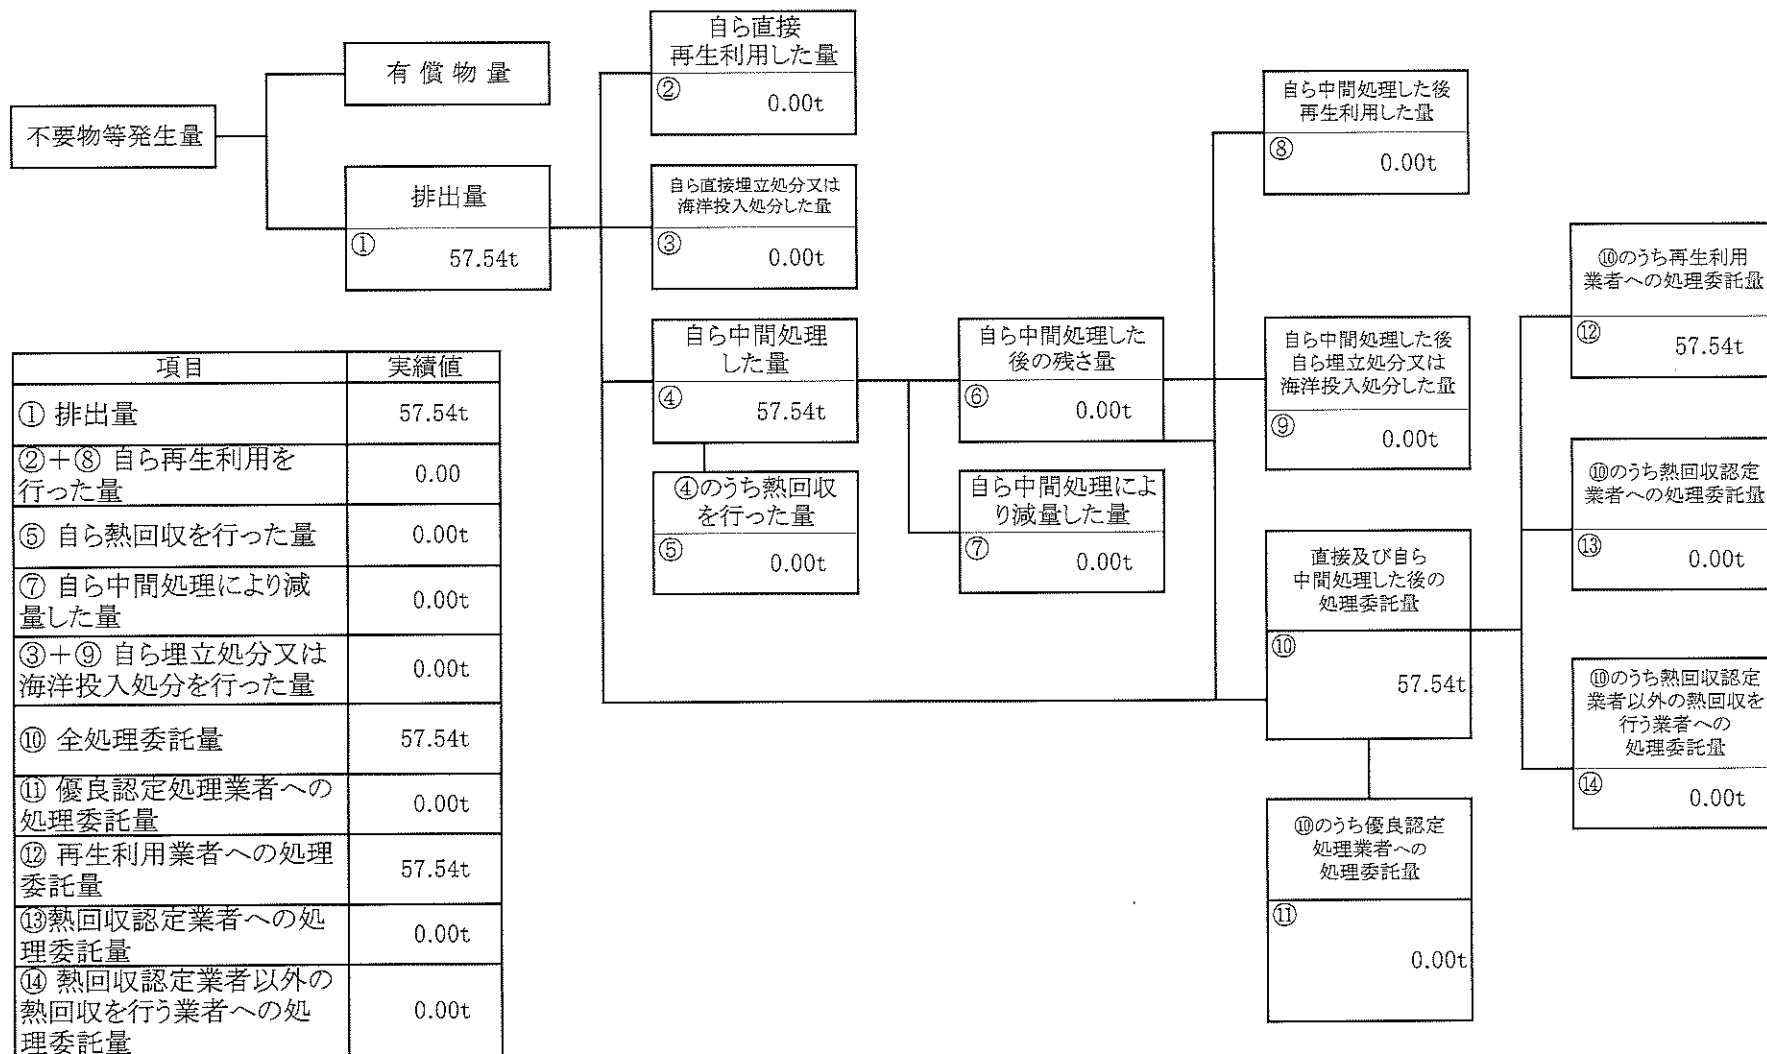 不要物等発生量
有償物量
排出量
①
57.54t
自ら直接
再生利用した量
②
0.00t
自ら直接埋立処分又は
海洋投入処分した量
③
0.00t
自ら中間処理
した量
④
57.54t
④のうち熱回収
を行った量
⑤
0.00t
自ら中間処理した
後の残さ量
⑥
0.00t
自ら中間処理によ
り減量した量
⑦
0.00t
自ら中間処理した後
再生利用した量
⑧
0.00t
自ら中間処理した後
自ら埋立処分又は
海洋投入処分した量
⑨
0.00t
直接及び自ら
中間処理した後の
処理委託量
⑩
57.54t
⑩のうち優良認定
処理業者への
処理委託量
⑪
0.00t
⑩のうち再生利用
業者への処理委託量
⑫
57.54t
⑩のうち熱回収認定
業者への処理委託量
⑬
0.00t
⑩のうち熱回収認定
業者以外の熱回収を
行う業者への
処理委託量
⑭
0.00t
項目 実績値
① 排出量 57.54t
②＋⑧ 自ら再生利用を
行った量 0.00
⑤ 自ら熱回収を行った量 0.00t
⑦ 自ら中間処理により減
量した量 0.00t
③＋⑨ 自ら埋立処分又は
海洋投入処分を行った量 0.00t
⑩ 全処理委託量 57.54t
⑪ 優良認定処理業者への
処理委託量 0.00t
⑫ 再生利用業者への処理
委託量 57.54t
⑬熱回収認定業者への処
理委託量 0.00t
⑭ 熱回収認定業者以外の
熱回収を行う業者への処
理委託量 0.00t